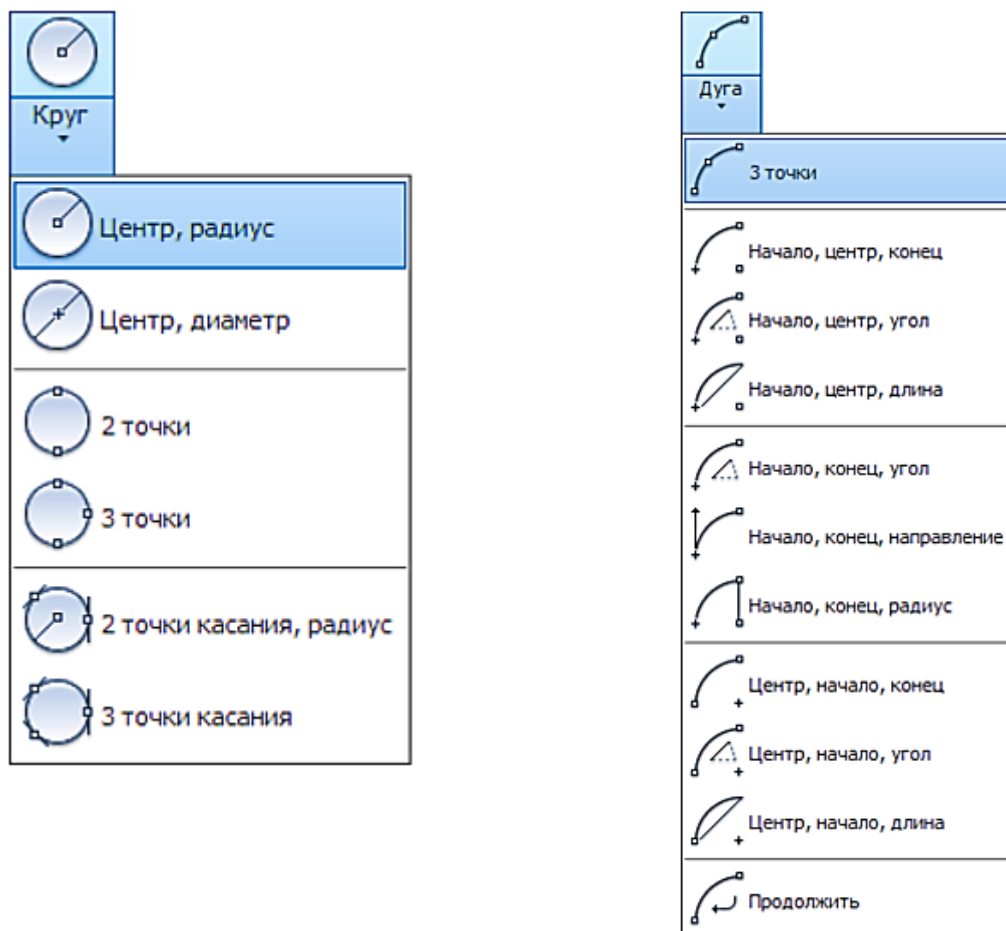 Круг
Центр, радиус
Центр, диаметр
2 точки
3 точки
2 точки касания, радиус
3 точки касания
Дуга
3 точки
Начало, центр, конец
Начало, центр, угол
Начало, центр, длина
Начало, конец, угол
Начало, конец, направление
Начало, конец, радиус
Центр, начало, конец
Центр, начало, угол
Центр, начало, длина
Продолжить